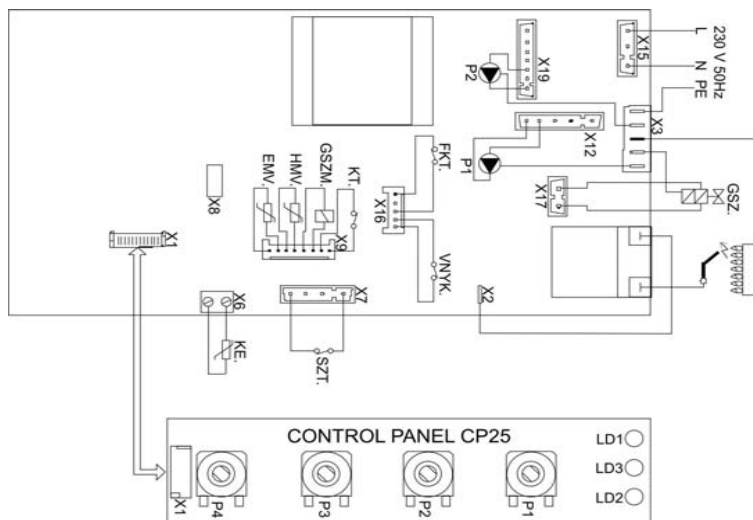 X15
L
N
PE
230 V 50Hz
X19
P2
X3
X12
P1
X17
GSZ.
FKT.
X16
VNYK.
EMV.
HMV.
GSZM.
KT.
X9
X8
X1
X6
KE.
X7
SZT.
X2
CONTROL PANEL CP25
LD1
LD3
LD2
X1
P4
P3
P2
P1